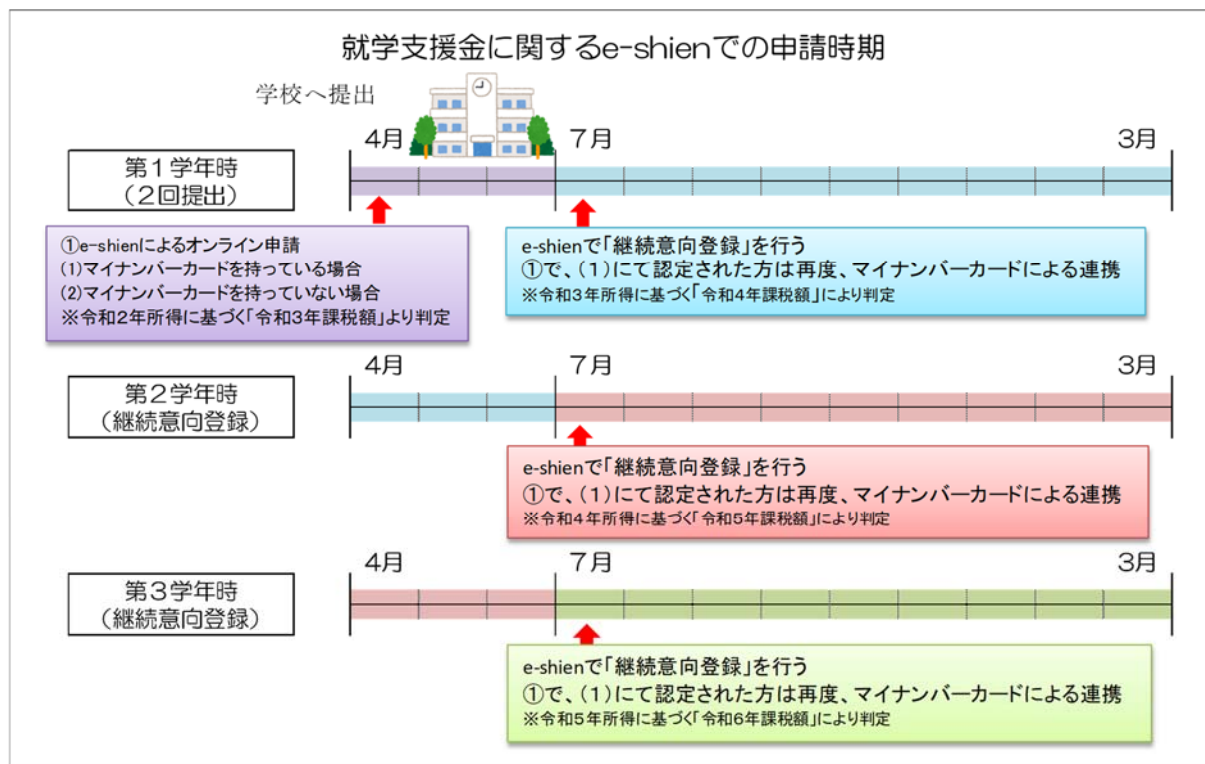 就学支援金に関するe-shienでの申請時期
学校へ提出
4月
7月
3月
第1学年時
(2回提出)
①e-shienによるオンライン申請
(1)マイナンバーカードを持っている場合
(2)マイナンバーカードを持っていない場合
※令和2年所得に基づく「令和3年課税額」より判定
e-shienで「継続意向登録」を行う
①で、(1)にて認定された方は再度、マイナンバーカードによる連携
※令和3年所得に基づく「令和4年課税額」により判定
4月
7月
3月
第2学年時
(継続意向登録)
e-shienで「継続意向登録」を行う
①で、(1)にて認定された方は再度、マイナンバーカードによる連携
※令和4年所得に基づく「令和5年課税額」により判定
4月
7月
3月
第3学年時
(継続意向登録)
e-shienで「継続意向登録」を行う
①で、(1)にて認定された方は再度、マイナンバーカードによる連携
※令和5年所得に基づく「令和6年課税額」により判定